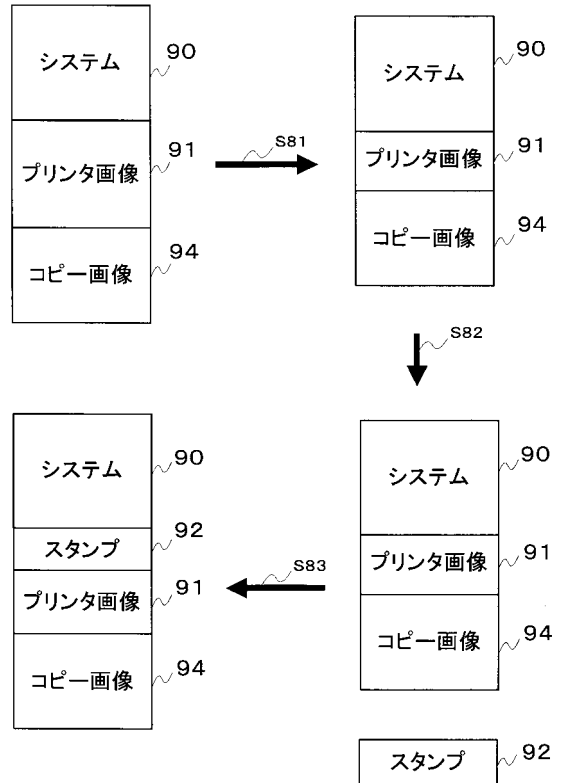 システム
90
プリンタ画像
91
コピー画像
94
S81
システム
90
プリンタ画像
91
コピー画像
94
S82
システム
90
プリンタ画像
91
コピー画像
94
スタンプ
92
S83
システム
90
スタンプ
92
プリンタ画像
91
コピー画像
94